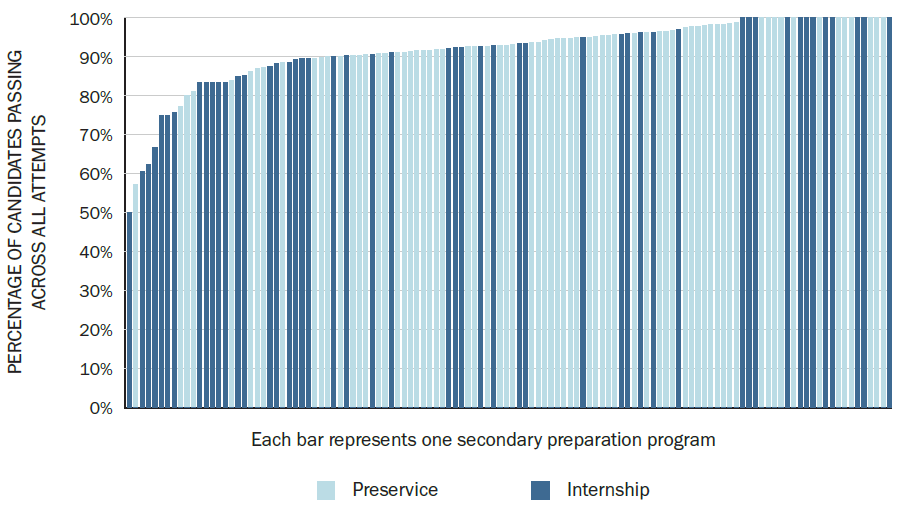 PERCENTAGE OF CANDIDATES PASSING
ACROSS ALL ATTEMPTS
100%
90%
80%
70%
60%
50%
40%
30%
20%
10%
0%
Each bar represents one secondary preparation program
Preservice
Internship